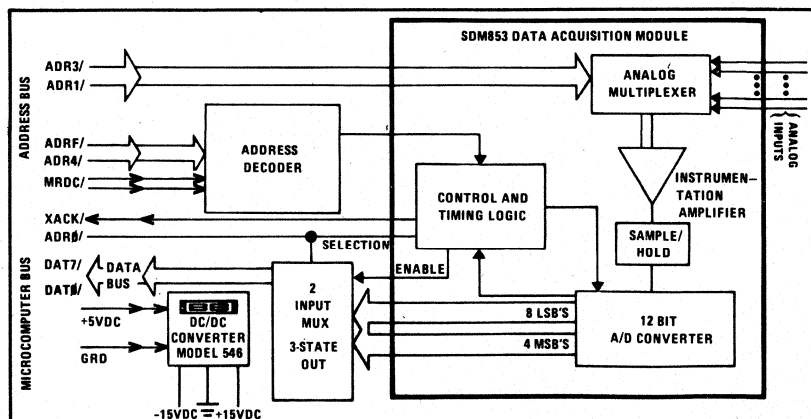 SDM853 DATA ACQUISITION MODULE
ADDRESS BUS
ADR3/
ADR1/
ANALOG
MULTIPLEXER
ANALOG
INPUTS
ADRF/
ADR4/
MRDC/
ADDRESS
DECODER
CONTROL AND
TIMING LOGIC
INSTRUMEN-
TATION
AMPLIFIER
SAMPLE/
HOLD
XACK/
ADRØ/
SELECTION
ENABLE
MICROCOMPUTER BUS
DAT7/
DATØ/
DATA
BUS
+5VDC
GRD
DC/DC
CONVERTER
MODEL 546
-15VDC
+15VDC
2
INPUT
MUX
3-STATE
OUT
8 LSB'S
4 MSB'S
12 BIT
A/D CONVERTER